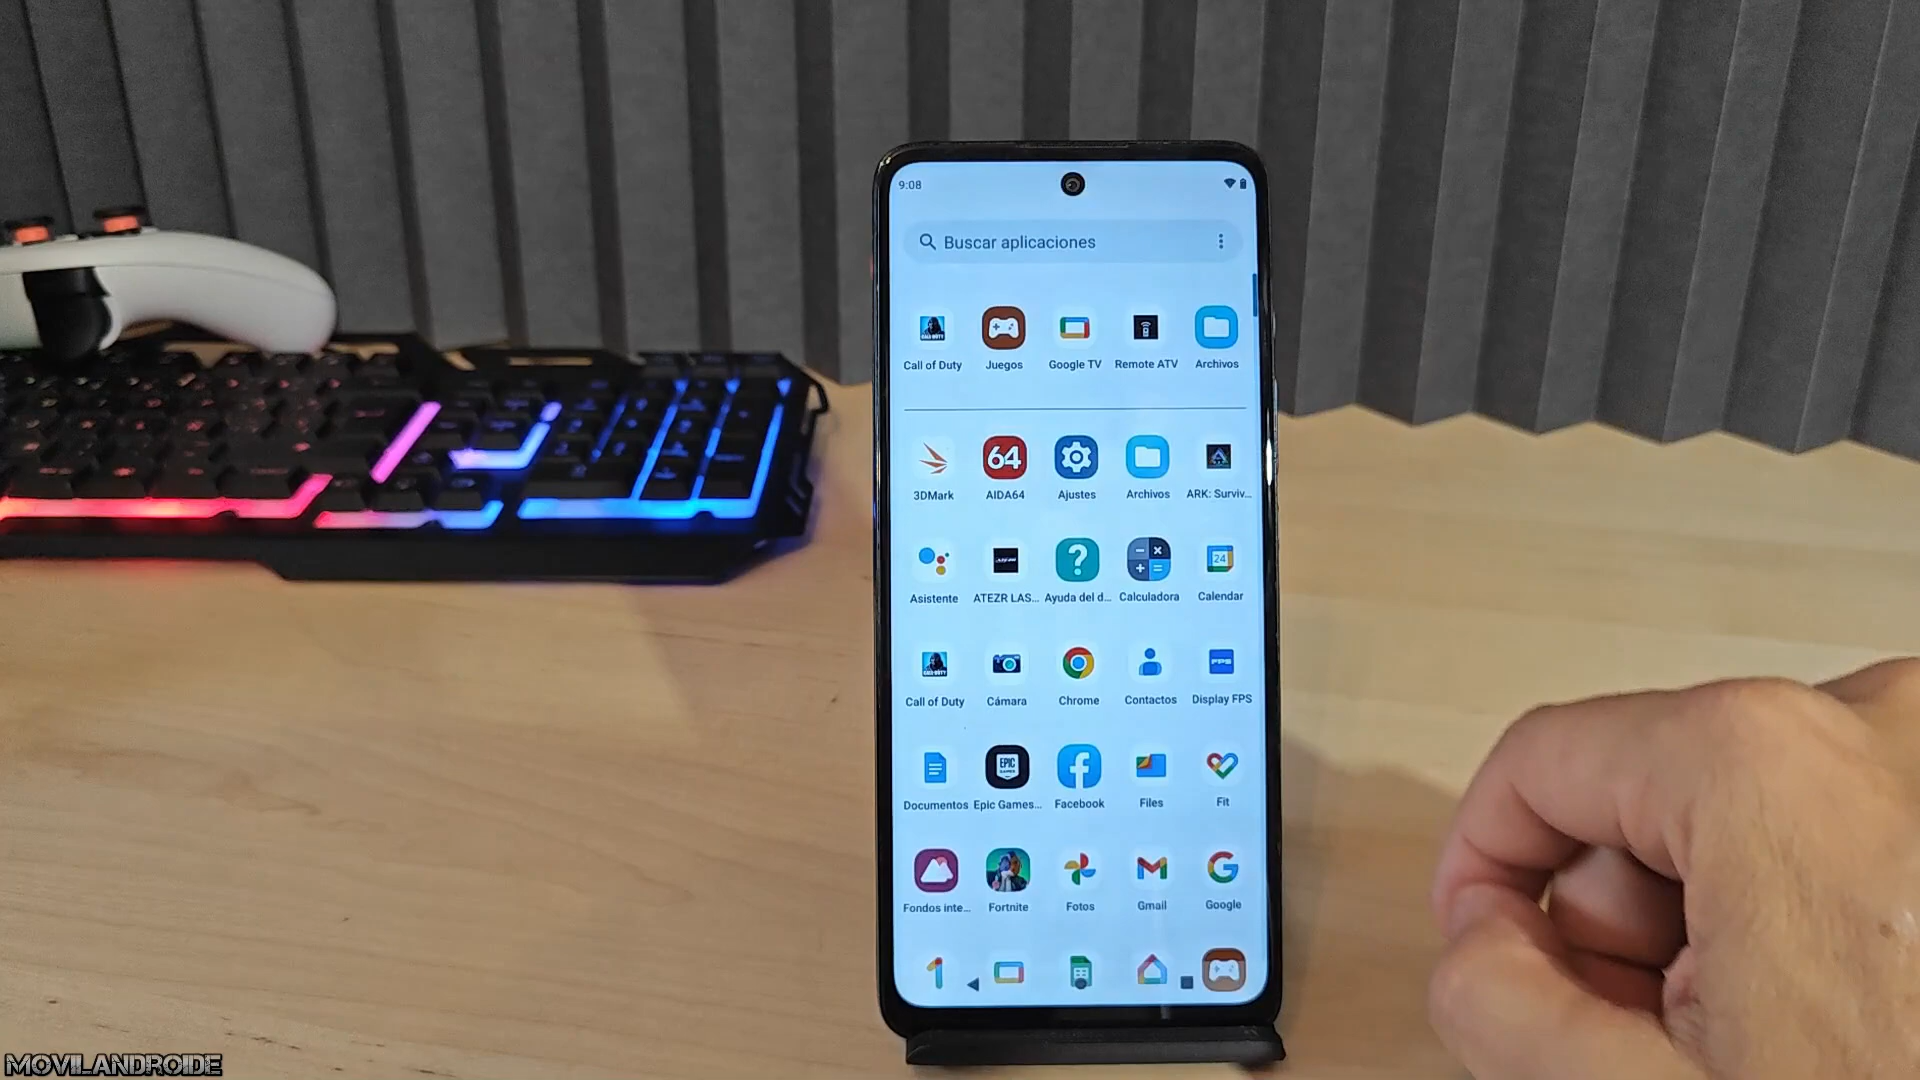 9:08
Buscar aplicaciones
Call of Duty Juegos Google TV Remote ATV Archivos
64
3DMark AIDA64 Ajustes Archivos ARK: Surviv...
24
Asistente ATEZR LAS... Ayuda del d... Calculadora Calendar
FPS
Call of Duty Cámara Chrome Contactos Display FPS
EPIC GAMES
Documentos Epic Games... Facebook Files Fit
Fondos inte... Fortnite Fotos Gmail Google
MOVILANDROIDE